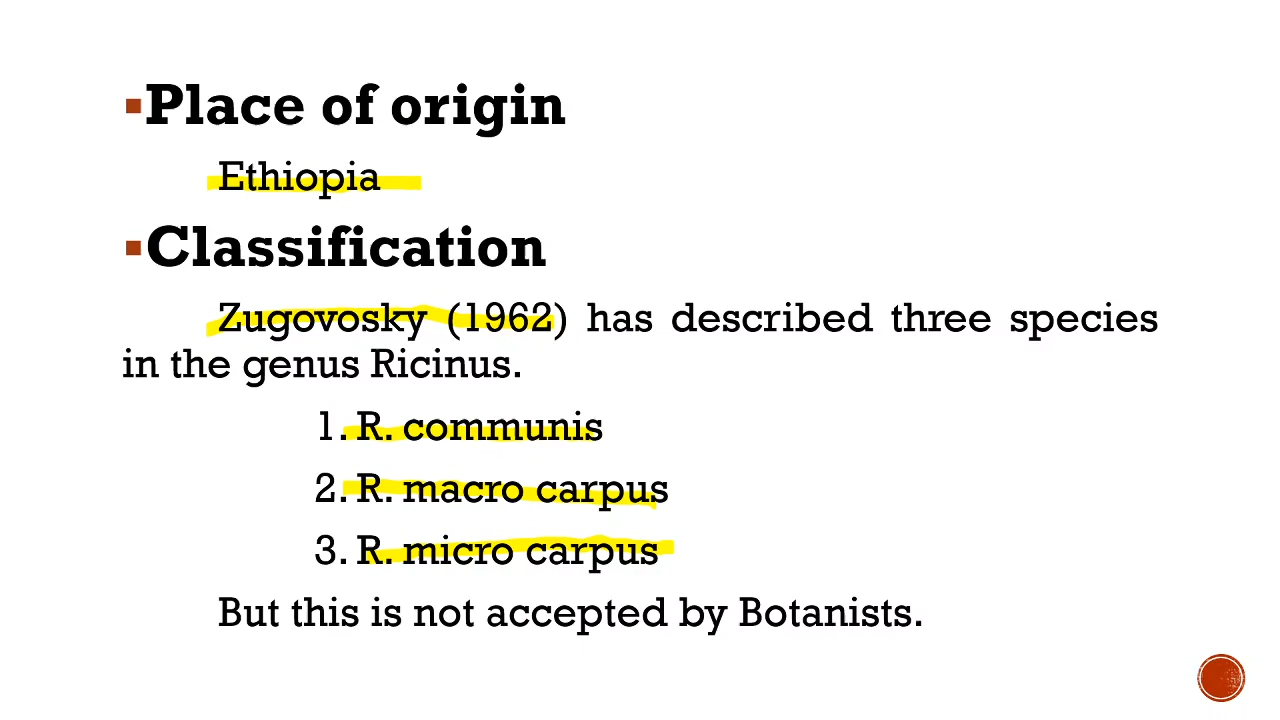 ▪Place of origin
Ethiopia
▪Classification
Zugovosky (1962) has described three species
in the genus Ricinus.
1. R. communis
2. R. macro carpus
3. R. micro carpus
But this is not accepted by Botanists.